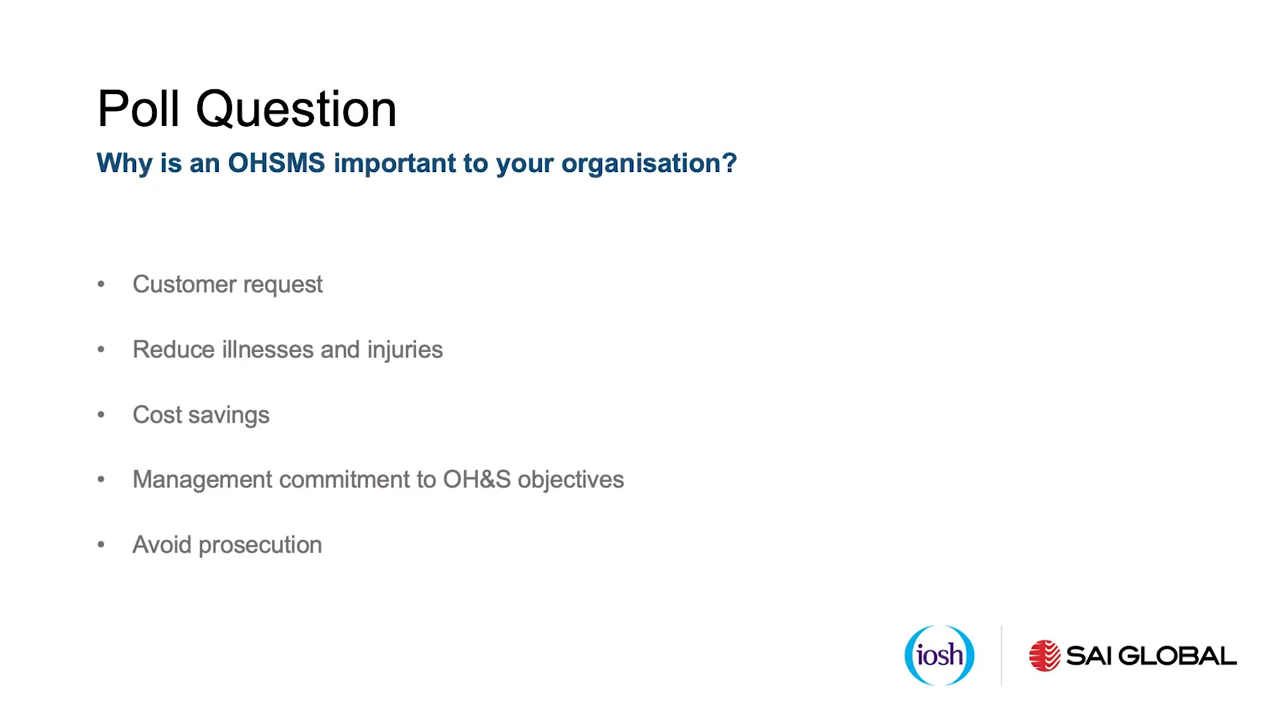 Poll Question
Why is an OHSMS important to your organisation?
• Customer request
• Reduce illnesses and injuries
• Cost savings
• Management commitment to OH&S objectives
• Avoid prosecution
iosh
SAI GLOBAL